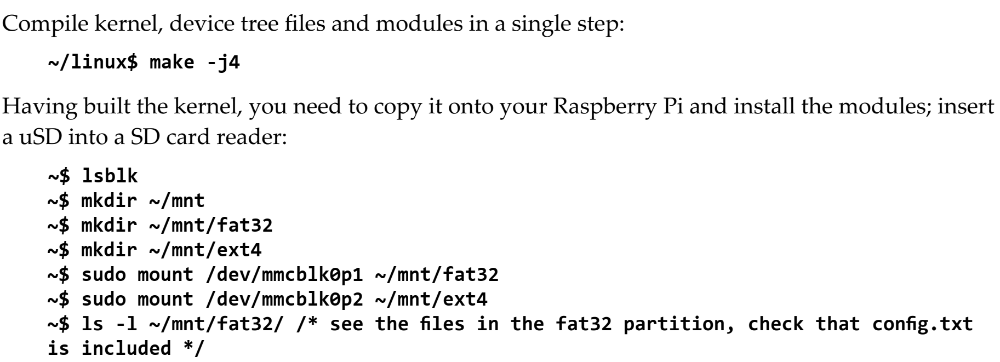 Compile kernel, device tree files and modules in a single step:
~/linux$ make -j4
Having built the kernel, you need to copy it onto your Raspberry Pi and install the modules; insert
a uSD into a SD card reader:
~$ lsblk
~$ mkdir ~/mnt
~$ mkdir ~/mnt/fat32
~$ mkdir ~/mnt/ext4
~$ sudo mount /dev/mmcblk0p1 ~/mnt/fat32
~$ sudo mount /dev/mmcblk0p2 ~/mnt/ext4
~$ ls -l ~/mnt/fat32/ /* see the files in the fat32 partition, check that config.txt
is included */